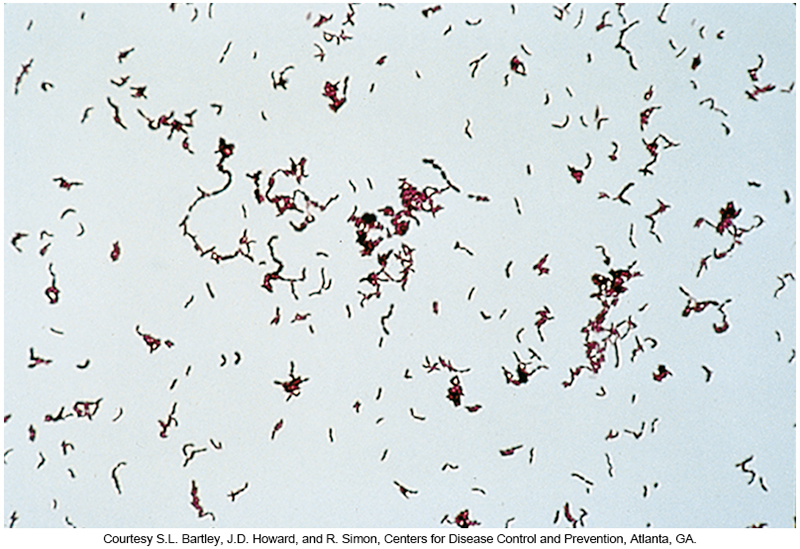 Courtesy S.L. Bartley, J.D. Howard, and R. Simon, Centers for Disease Control and Prevention, Atlanta, GA.